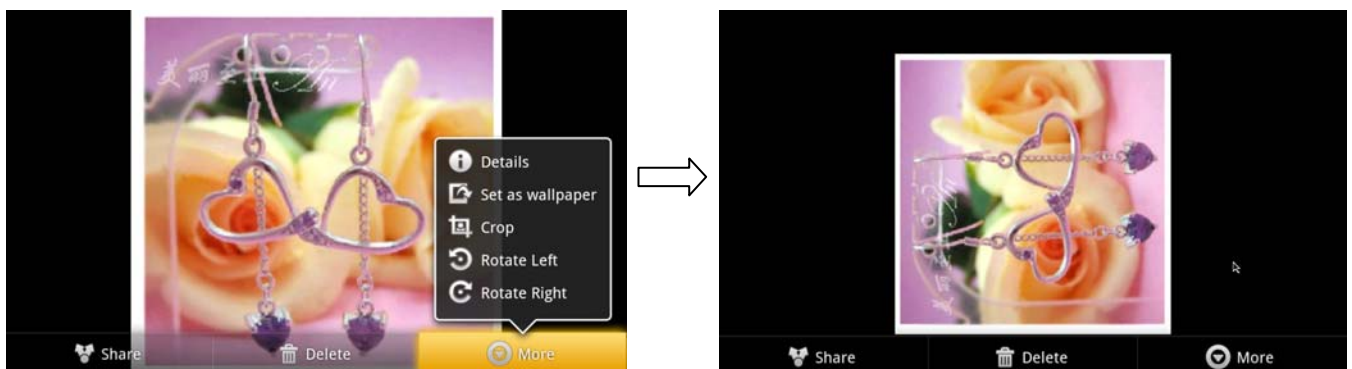 Details
Set as wallpaper
Crop
Rotate Left
Rotate Right
Share
Delete
More
Share
Delete
More